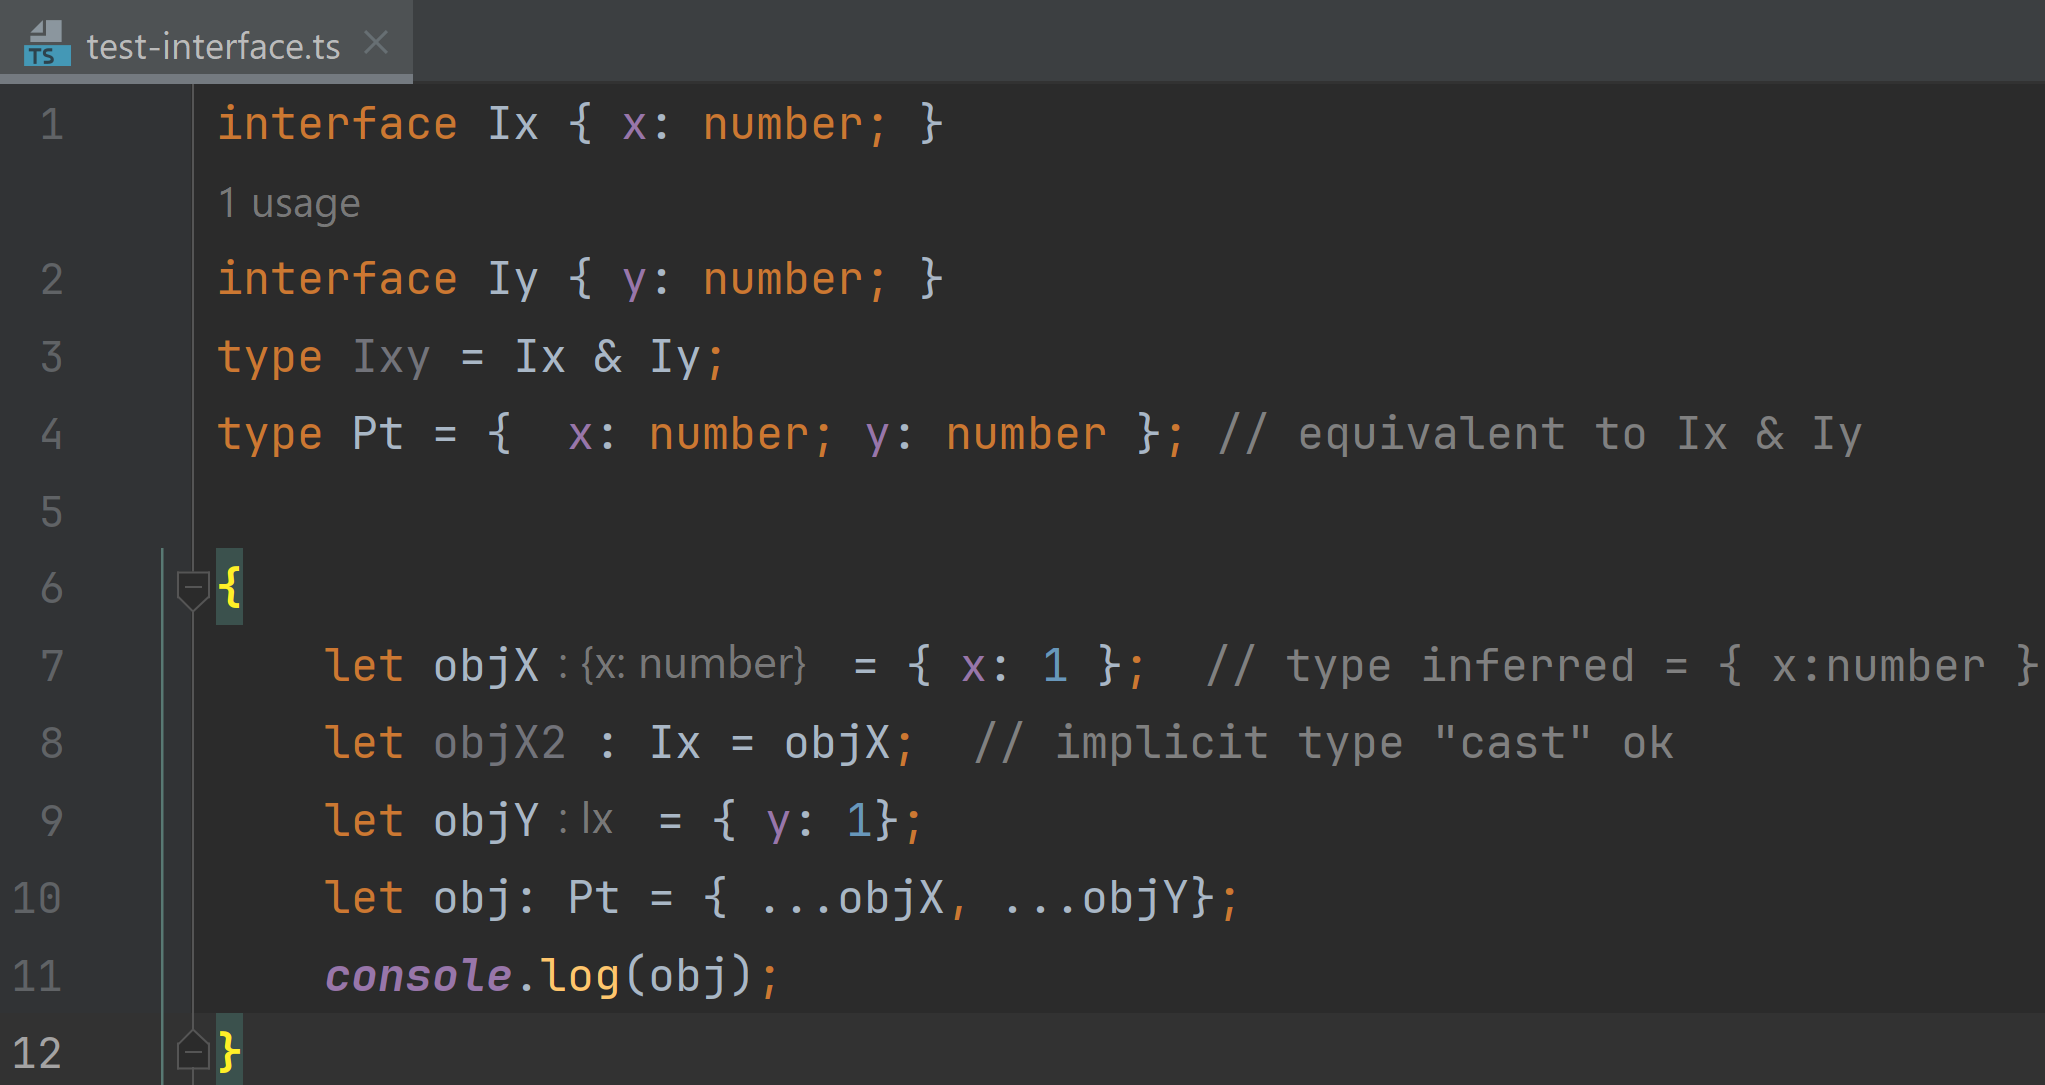 TS test-interface.ts
1 interface Ix { x: number; }
1 usage
2 interface Iy { y: number; }
3 type Ixy = Ix & Iy;
4 type Pt = {  x: number; y: number }; // equivalent to Ix & Iy
5
6 {
7     let objX : {x: number}  = { x: 1 };  // type inferred = { x:number }
8     let objX2 : Ix = objX;  // implicit type "cast" ok
9     let objY : Ix  = { y: 1};
10     let obj: Pt = { ...objX, ...objY};
11     console.log(obj);
12 }